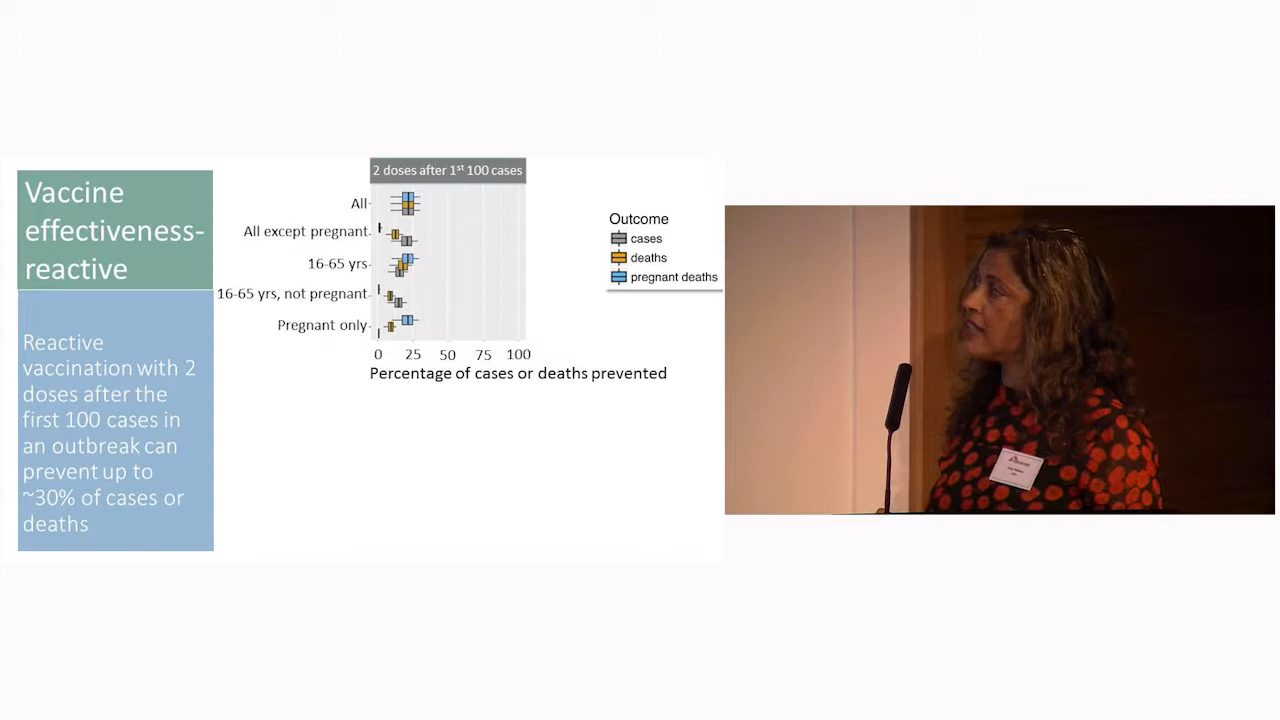 Vaccine
effectiveness-
reactive
Reactive
vaccination with 2
doses after the
first 100 cases in
an outbreak can
prevent up to
~30% of cases or
deaths
2 doses after 1st 100 cases
All
All except pregnant
16-65 yrs
16-65 yrs, not pregnant
Pregnant only
0 25 50 75 100
Percentage of cases or deaths prevented
Outcome
cases
deaths
pregnant deaths